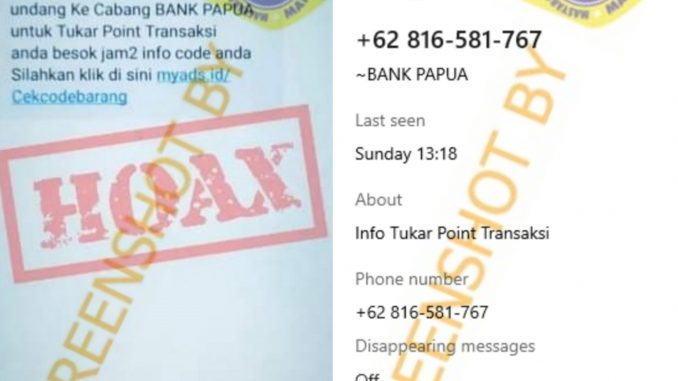 undang Ke Cabang BANK PAPUA
untuk Tukar Point Transaksi
anda besok jam2 info code anda
Silahkan klik di sini myads.id/
Cekcodebarang
HOAX
REENSHOT BY
+62 816-581-767
~BANK PAPUA
Last seen
Sunday 13:18
About
Info Tukar Point Transaksi
Phone number
+62 816-581-767
Disappearing messages
Off
REENSHOT BY